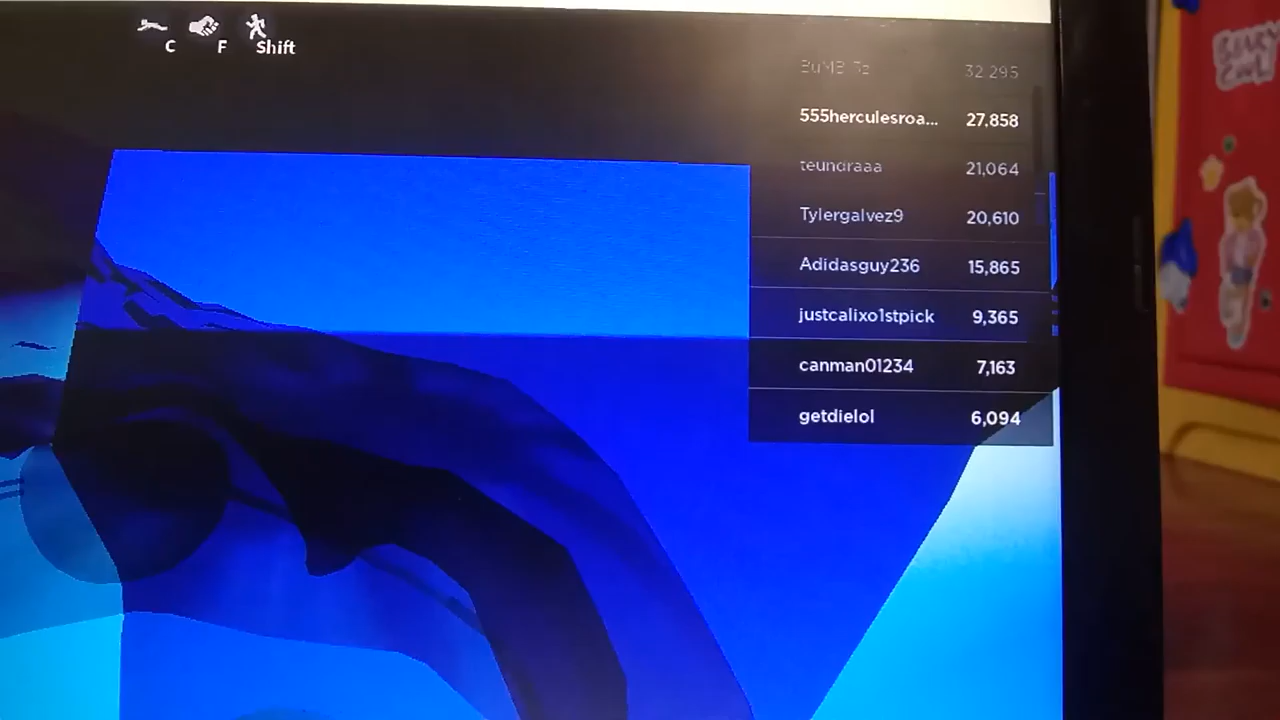 C F Shift
32,295
555herculesroa... 27,858
teundraaa 21,064
Tylergalvez9 20,610
Adidasguy236 15,865
justcalixo1stpick 9,365
canman01234 7,163
getdielol 6,094